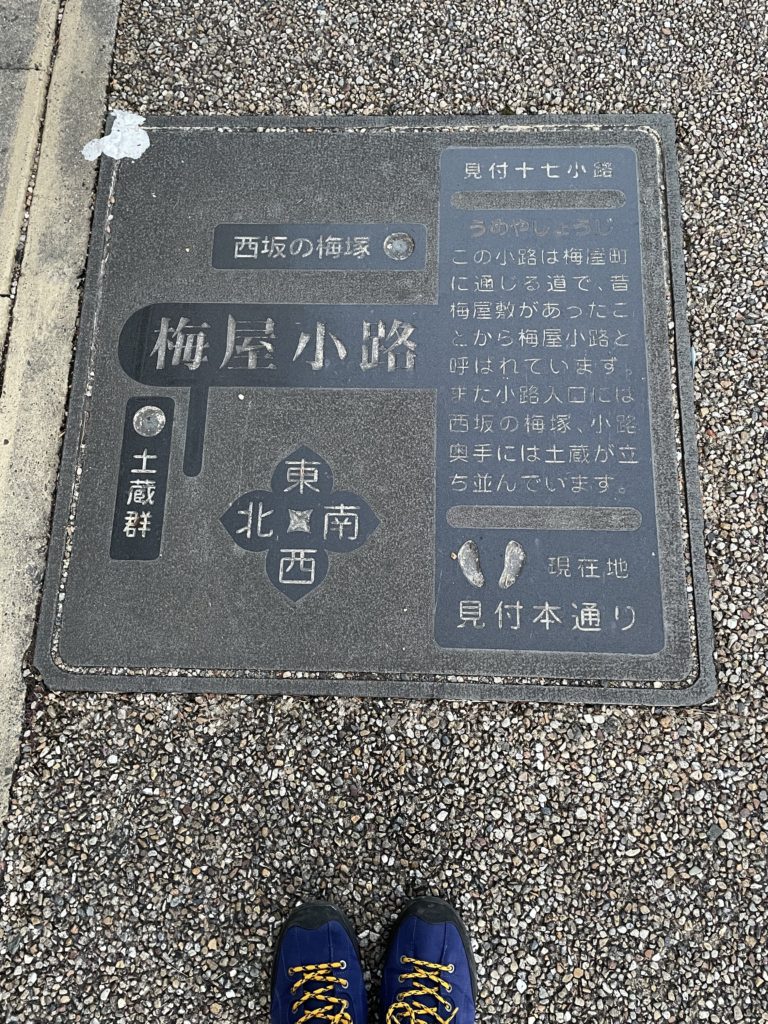 見付十七小路
うめやしょうじ
この小路は梅屋町
に通じる道で、昔
梅屋敷があったこ
とから梅屋小路と
呼ばれています。
また小路入口には
西坂の梅塚、小路
奥手には土蔵が立
ち並んでいます。
現在地
見付本通り
西坂の梅塚
梅屋小路
土蔵群
東
北 南
西